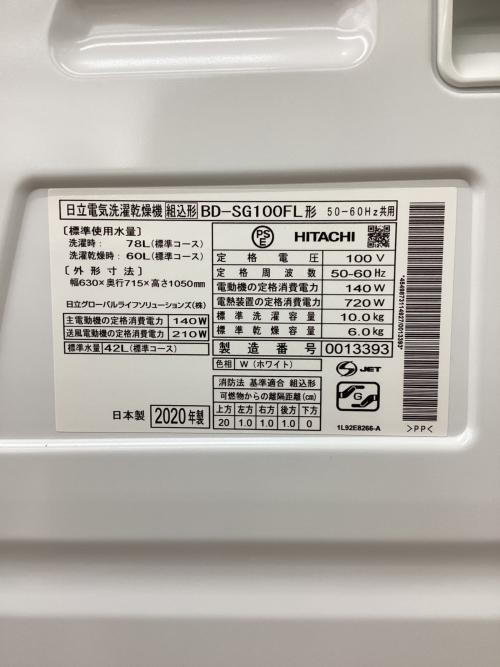 日立電気洗濯乾燥機 組込形 BD-SG100FL形 50-60Hz共用
〔標準使用水量〕
洗濯時： 78L(標準コース)
洗濯乾燥時： 60L(標準コース)
〔外形寸法〕
幅630×奥行715×高さ1050mm
日立グローバルライフソリューションズ(株)
主電動機の定格消費電力 140W
送風電動機の定格消費電力 210W
標準水量 42L(標準コース)
日本製 2020年製
PSE HITACHI
定格電圧 100V
定格周波数 50-60Hz
電動機の定格消費電力 140W
電熱装置の定格消費電力 720W
標準洗濯容量 10.0kg
標準乾燥容量 6.0kg
製造番号 0013393
色相 W(ホワイト)
S JET
消防法 基準適合 組込形
可燃物からの離隔距離(cm)
上方 左方 右方 後方 下方
20 1.0 1.0 1.0 0
G
1L92E8266-A
>PP<